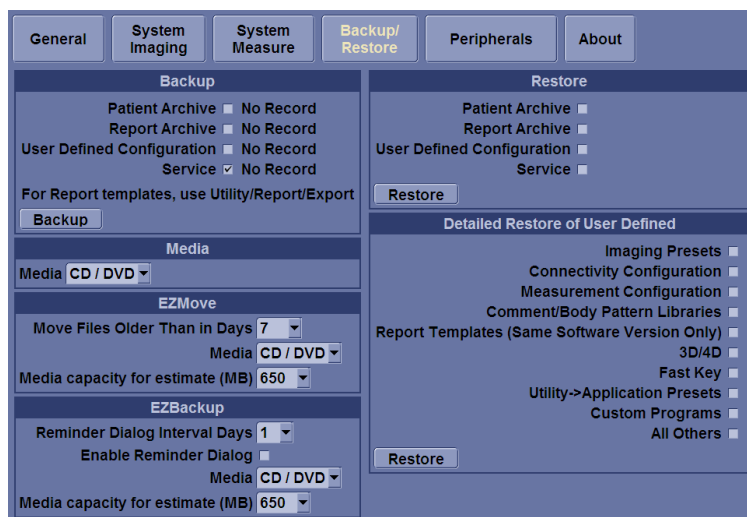 General
System
Imaging
System
Measure
Backup/
Restore
Peripherals
About
Backup
Patient Archive No Record
Report Archive No Record
User Defined Configuration No Record
Service No Record
For Report templates, use Utility/Report/Export
Backup
Media
Media CD / DVD
EZMove
Move Files Older Than in Days 7
Media CD / DVD
Media capacity for estimate (MB) 650
EZBackup
Reminder Dialog Interval Days 1
Enable Reminder Dialog
Media CD / DVD
Media capacity for estimate (MB) 650
Restore
Patient Archive
Report Archive
User Defined Configuration
Service
Restore
Detailed Restore of User Defined
Imaging Presets
Connectivity Configuration
Measurement Configuration
Comment/Body Pattern Libraries
Report Templates (Same Software Version Only)
3D/4D
Fast Key
Utility->Application Presets
Custom Programs
All Others
Restore